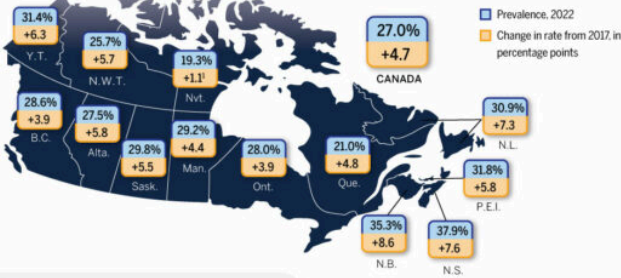 31.4%
+6.3
Y.T.
25.7%
+5.7
N.W.T.
19.3%
+1.1¹
Nvt.
27.0%
+4.7
CANADA
Prevalence, 2022
Change in rate from 2017, in
percentage points
28.6%
+3.9
B.C.
27.5%
+5.8
Alta.
29.8%
+5.5
Sask.
29.2%
+4.4
Man.
28.0%
+3.9
Ont.
21.0%
+4.8
Que.
30.9%
+7.3
N.L.
31.8%
+5.8
P.E.I.
35.3%
+8.6
N.B.
37.9%
+7.6
N.S.